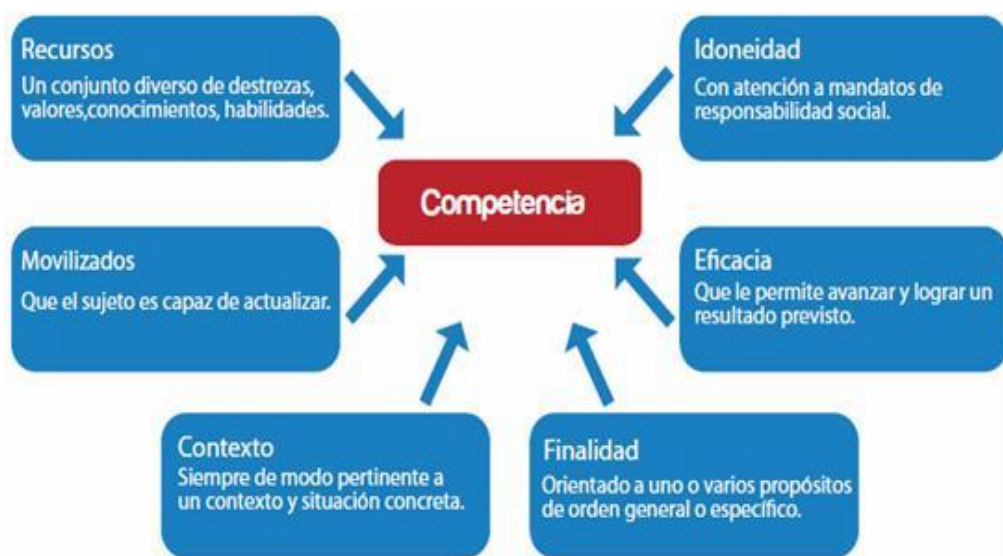 Recursos
Un conjunto diverso de destrezas,
valores,conocimientos, habilidades.
Idoneidad
Con atención a mandatos de
responsabilidad social.
Competencia
Movilizados
Que el sujeto es capaz de actualizar.
Eficacia
Que le permite avanzar y lograr un
resultado previsto.
Contexto
Siempre de modo pertinente a
un contexto y situación concreta.
Finalidad
Orientado a uno o varios propósitos
de orden general o específico.